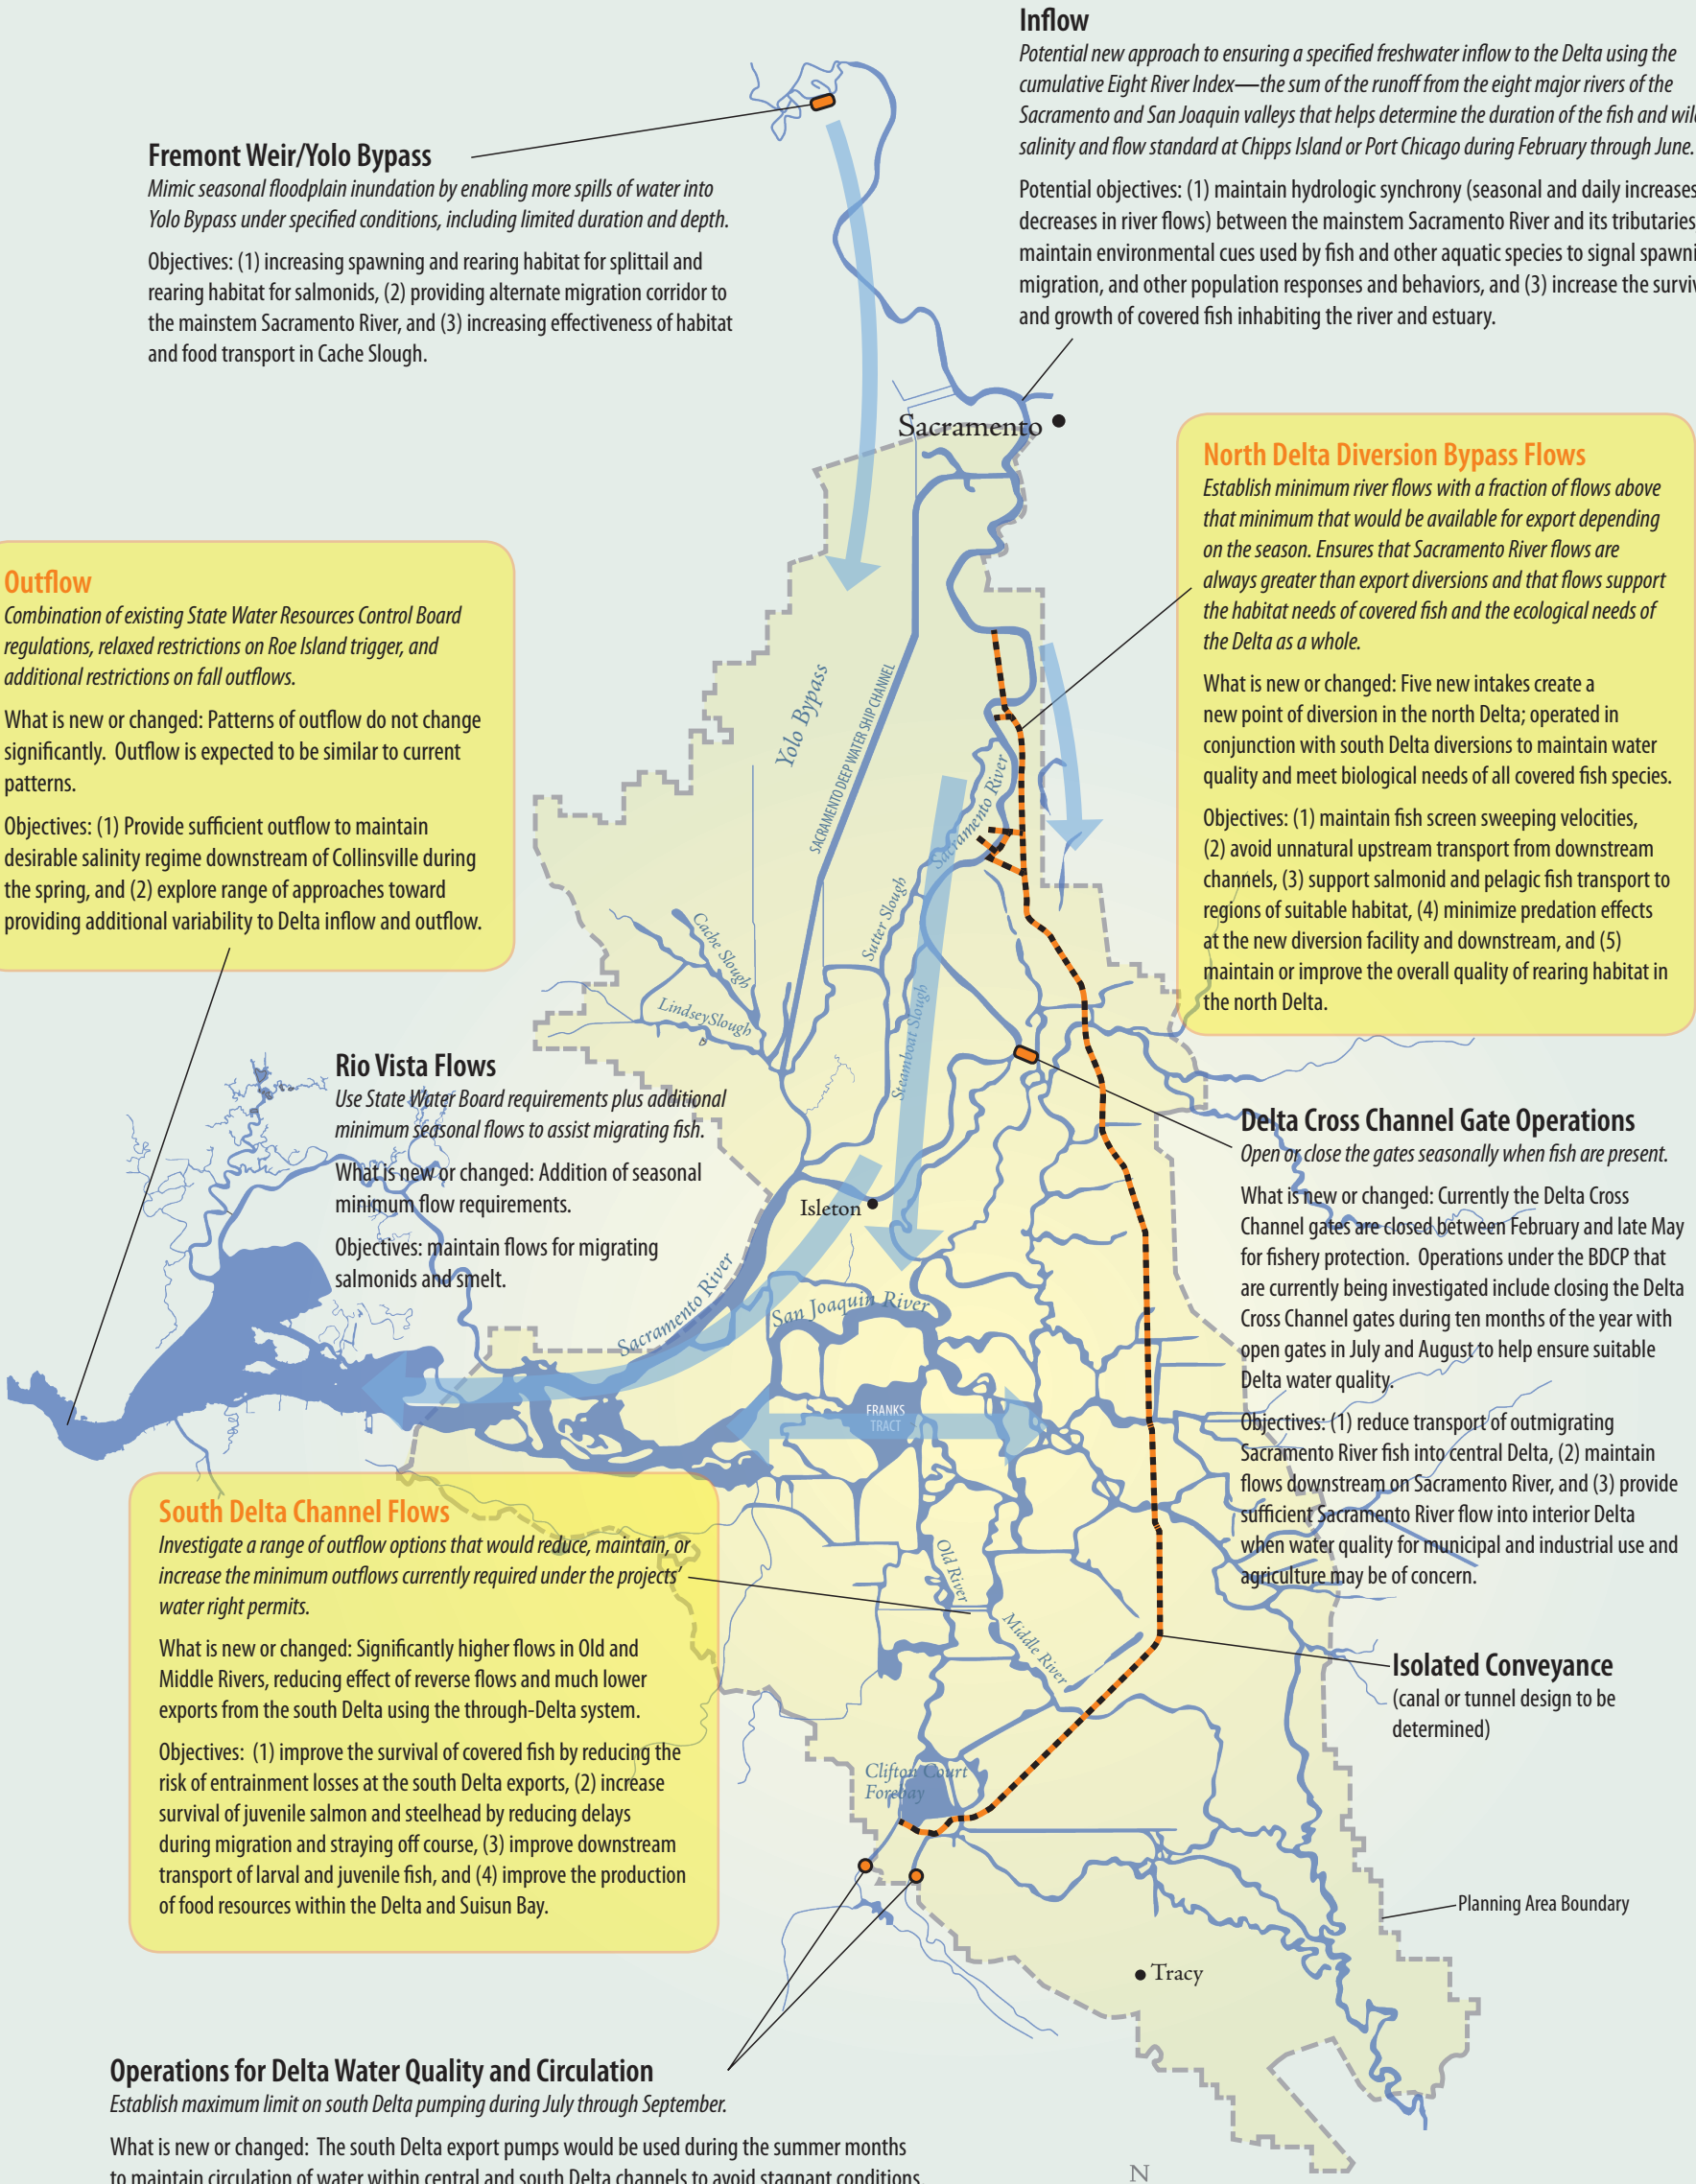 Inflow
Potential new approach to ensuring a specified freshwater inflow to the Delta using the
cumulative Eight River Index—the sum of the runoff from the eight major rivers of the
Sacramento and San Joaquin valleys that helps determine the duration of the fish and
salinity and flow standard at Chipps Island or Port Chicago during February through June.
Potential objectives: (1) maintain hydrologic synchrony (seasonal and daily increases
decreases in river flows) between the mainstem Sacramento River and its tributaries
maintain environmental cues used by fish and other aquatic species to signal
migration, and other population responses and behaviors, and (3) increase the
and growth of covered fish inhabiting the river and estuary.
Fremont Weir/Yolo Bypass
Mimic seasonal floodplain inundation by enabling more spills of water into
Yolo Bypass under specified conditions, including limited duration and depth.
Objectives: (1) increasing spawning and rearing habitat for splittail and
rearing habitat for salmonids, (2) providing alternate migration corridor to
the mainstem Sacramento River, and (3) increasing effectiveness of habitat
and food transport in Cache Slough.
Sacramento
North Delta Diversion Bypass Flows
Establish minimum river flows with a fraction of flows above
that minimum that would be available for export depending
on the season. Ensures that Sacramento River flows are
always greater than export diversions and that flows support
the habitat needs of covered fish and the ecological needs of
the Delta as a whole.
What is new or changed: Five new intakes create a
new point of diversion in the north Delta; operated in
conjunction with south Delta diversions to maintain water
quality and meet biological needs of all covered fish species.
Objectives: (1) maintain fish screen sweeping velocities,
(2) avoid unnatural upstream transport from downstream
channels, (3) support salmonid and pelagic fish transport to
regions of suitable habitat, (4) minimize predation effects
at the new diversion facility and downstream, and (5)
maintain or improve the overall quality of rearing habitat in
the north Delta.
Outflow
Combination of existing State Water Resources Control Board
regulations, relaxed restrictions on Roe Island trigger, and
additional restrictions on fall outflows.
What is new or changed: Patterns of outflow do not change
significantly. Outflow is expected to be similar to current
patterns.
Objectives: (1) Provide sufficient outflow to maintain
desirable salinity regime downstream of Collinsville during
the spring, and (2) explore range of approaches toward
providing additional variability to Delta inflow and outflow.
Yolo Bypass
SACRAMENTO DEEP WATER SHIP CHANNEL
Sacramento River
Sutter Slough
Cache Slough
LindseySlough
Steamboat Slough
Rio Vista Flows
Use State Water Board requirements plus additional
minimum seasonal flows to assist migrating fish.
What is new or changed: Addition of seasonal
minimum flow requirements.
Objectives: maintain flows for migrating
salmonids and smelt.
Delta Cross Channel Gate Operations
Open or close the gates seasonally when fish are present.
What is new or changed: Currently the Delta Cross
Channel gates are closed between February and late May
for fishery protection. Operations under the BDCP that
are currently being investigated include closing the Delta
Cross Channel gates during ten months of the year with
open gates in July and August to help ensure suitable
Delta water quality.
Objectives: (1) reduce transport of outmigrating
Sacramento River fish into central Delta, (2) maintain
flows downstream on Sacramento River, and (3) provide
sufficient Sacramento River flow into interior Delta
when water quality for municipal and industrial use and
agriculture may be of concern.
Isleton
Sacramento River
San Joaquin River
FRANKS
TRACT
South Delta Channel Flows
Investigate a range of outflow options that would reduce, maintain, or
increase the minimum outflows currently required under the projects'
water right permits.
What is new or changed: Significantly higher flows in Old and
Middle Rivers, reducing effect of reverse flows and much lower
exports from the south Delta using the through-Delta system.
Objectives: (1) improve the survival of covered fish by reducing the
risk of entrainment losses at the south Delta exports, (2) increase
survival of juvenile salmon and steelhead by reducing delays
during migration and straying off course, (3) improve downstream
transport of larval and juvenile fish, and (4) improve the production
of food resources within the Delta and Suisun Bay.
Old River
Middle River
Isolated Conveyance
(canal or tunnel design to be
determined)
Clifton Court
Forebay
Planning Area Boundary
Tracy
Operations for Delta Water Quality and Circulation
Establish maximum limit on south Delta pumping during July through September.
What is new or changed: The south Delta export pumps would be used during the summer months
to maintain circulation of water within central and south Delta channels to avoid stagnant conditions
N